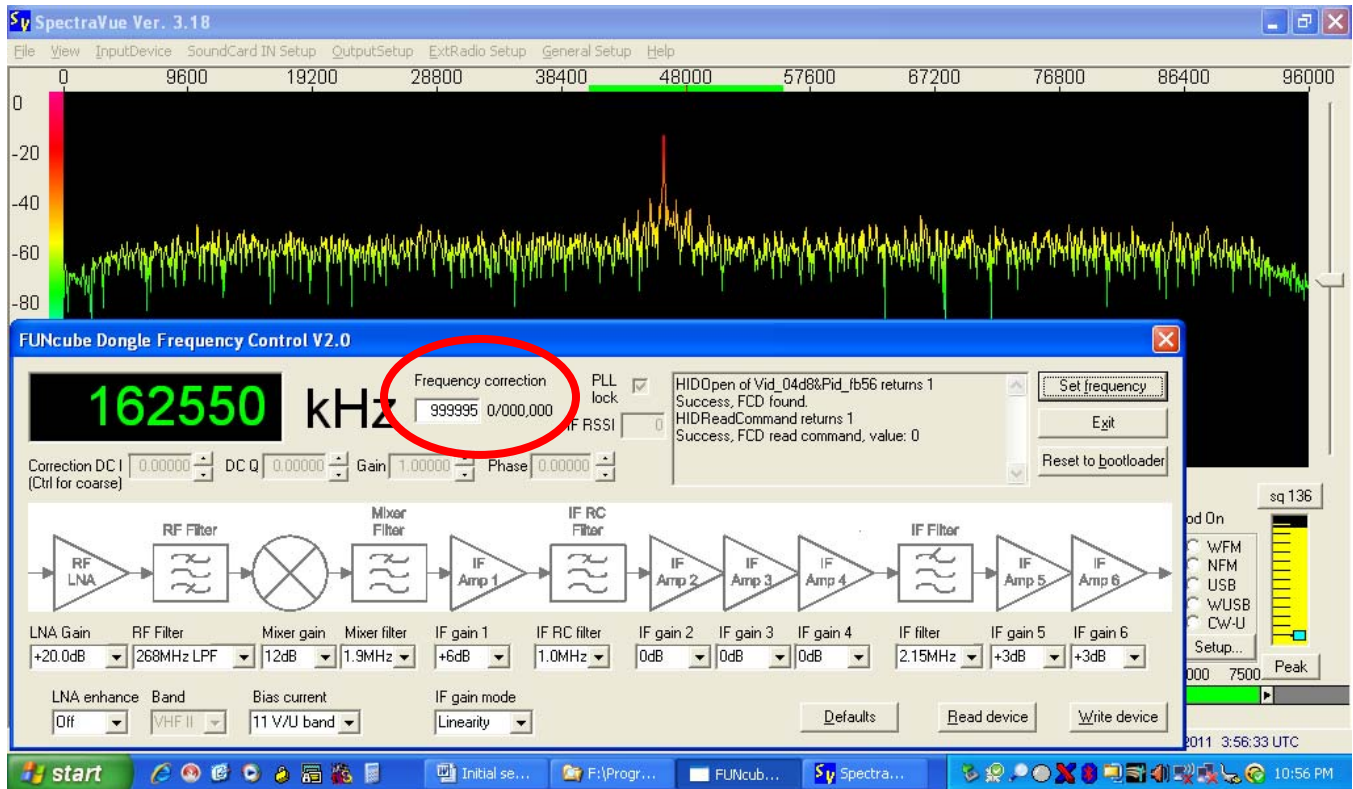 SpectraVue Ver. 3.18
File View InputDevice SoundCard IN Setup OutputSetup ExtRadio Setup General Setup Help
0 9600 19200 28800 38400 48000 57600 67200 76800 86400 96000
0
-20
-40
-60
-80
FUNcube Dongle Frequency Control V2.0
162550 kHz
Frequency correction
999995 0/000,000
PLL lock
IF RSSI 0
HIDOpen of Vid_04d8&Pid_fb56 returns 1
Success, FCD found.
HIDReadCommand returns 1
Success, FCD read command, value: 0
Set frequency
Exit
Reset to bootloader
Correction DC I 0.00000 DC Q 0.00000 Gain 1.00000 Phase 0.00000
(Ctrl for coarse)
RF LNA
RF Filter
Mixer Filter
IF Amp 1
IF RC Filter
IF Amp 2
IF Amp 3
IF Amp 4
IF Filter
IF Amp 5
IF Amp 6
LNA Gain RF Filter Mixer gain Mixer filter IF gain 1 IF RC filter IF gain 2 IF gain 3 IF gain 4 IF filter IF gain 5 IF gain 6
+20.0dB 268MHz LPF 12dB 1.9MHz +6dB 1.0MHz 0dB 0dB 0dB 2.15MHz +3dB +3dB
LNA enhance Band Bias current IF gain mode
Off VHF II 11 V/U band Linearity
Defaults Read device Write device
sq 136
od On
WFM
NFM
USB
WUSB
CW-U
Setup...
000 7500 Peak
2011 3:56:33 UTC
start Initial se... F:\Progr... FUNcub... Spectra... 10:56 PM